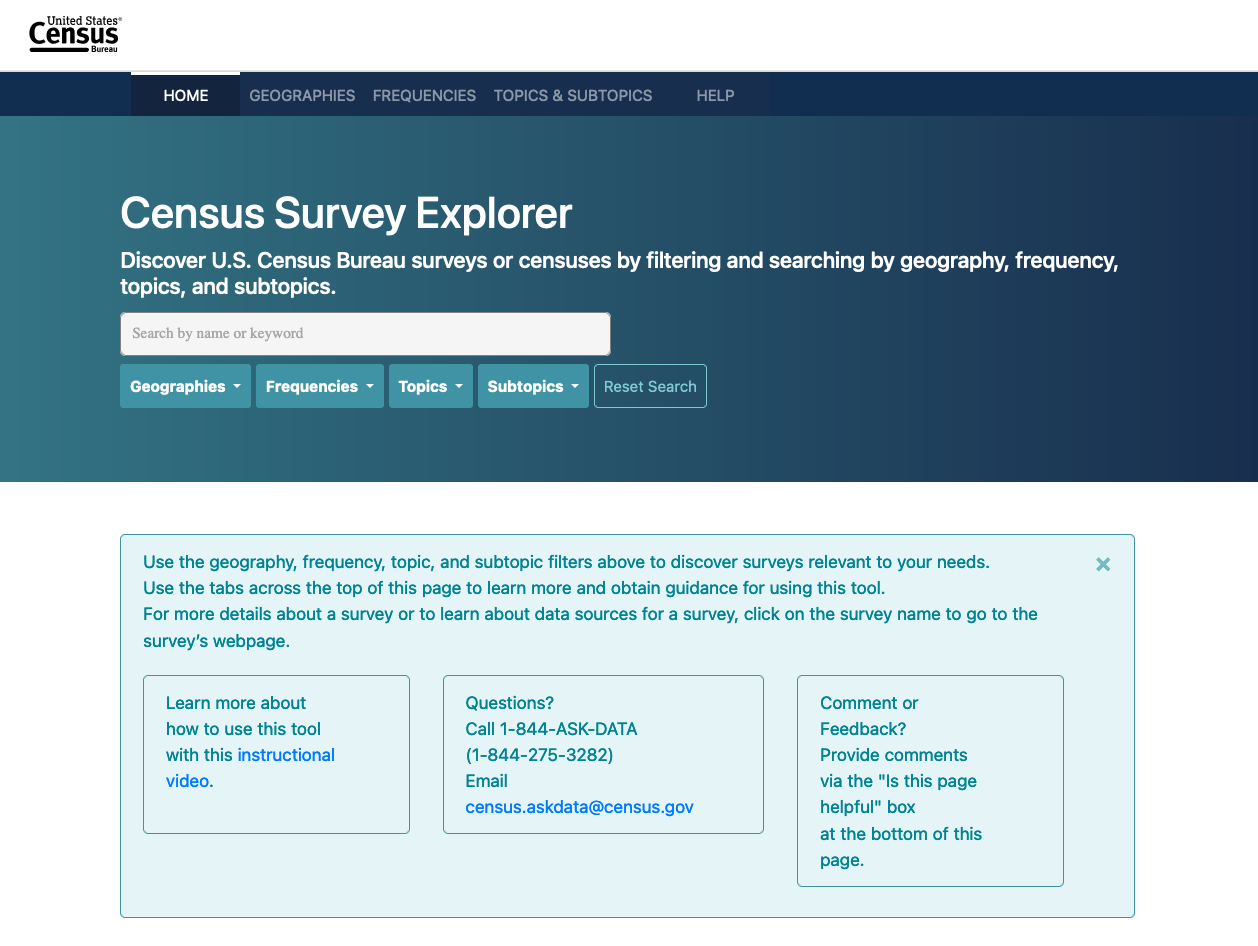 United States®
Census
Bureau
HOME GEOGRAPHIES FREQUENCIES TOPICS & SUBTOPICS HELP
Census Survey Explorer
Discover U.S. Census Bureau surveys or censuses by filtering and searching by geography, frequency,
topics, and subtopics.
Search by name or keyword
Geographies Frequencies Topics Subtopics Reset Search
Use the geography, frequency, topic, and subtopic filters above to discover surveys relevant to your needs.
Use the tabs across the top of this page to learn more and obtain guidance for using this tool.
For more details about a survey or to learn about data sources for a survey, click on the survey name to go to the
survey's webpage.
Learn more about
how to use this tool
with this instructional
video.
Questions?
Call 1-844-ASK-DATA
(1-844-275-3282)
Email
census.askdata@census.gov
Comment or
Feedback?
Provide comments
via the "Is this page
helpful" box
at the bottom of this
page.